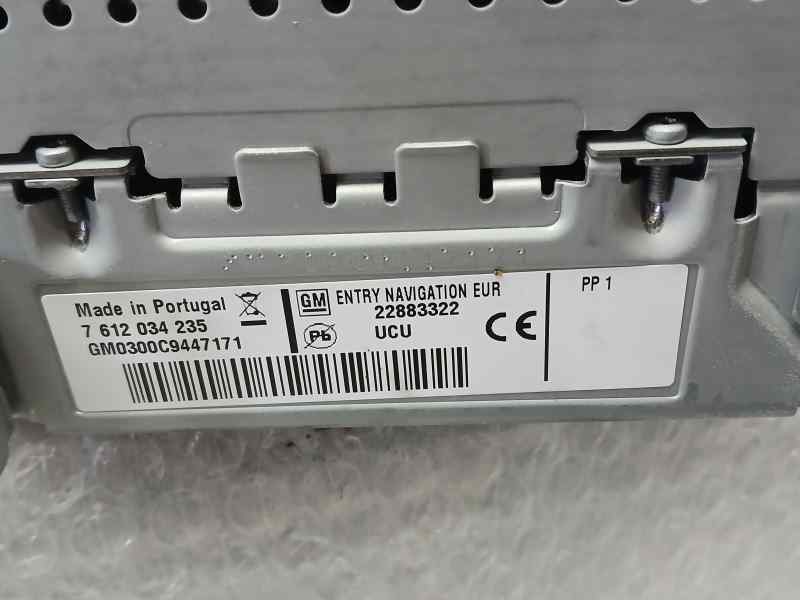 Made in Portugal
7 612 034 235
GM0300C9447171
GM ENTRY NAVIGATION EUR
22883322
Pb UCU
CE
PP 1